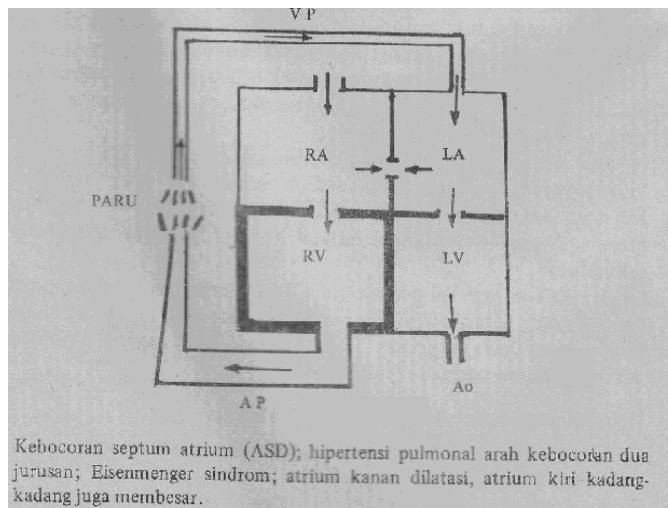 V P
RA
LA
PARU
RV
LV
A P
Ao
Kebocoran septum atrium (ASD); hipertensi pulmonal arah kebocoran dua
jurusan; Eisenmenger sindrom; atrium kanan dilatasi, atrium kiri kadang-
kadang juga membesar.